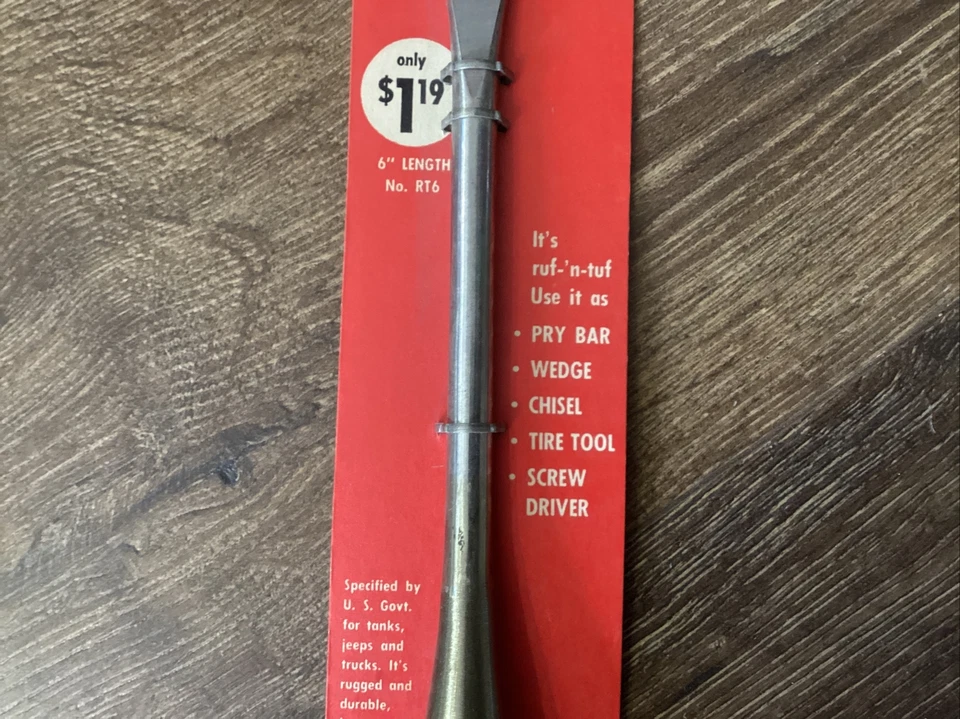 only
$1 19
6" LENGTH
No. RT6
It's
ruf-'n-tuf
Use it as
• PRY BAR
• WEDGE
• CHISEL
• TIRE TOOL
• SCREW
DRIVER
Specified by
U. S. Govt.
for tanks,
jeeps and
trucks. It's
rugged and
durable,